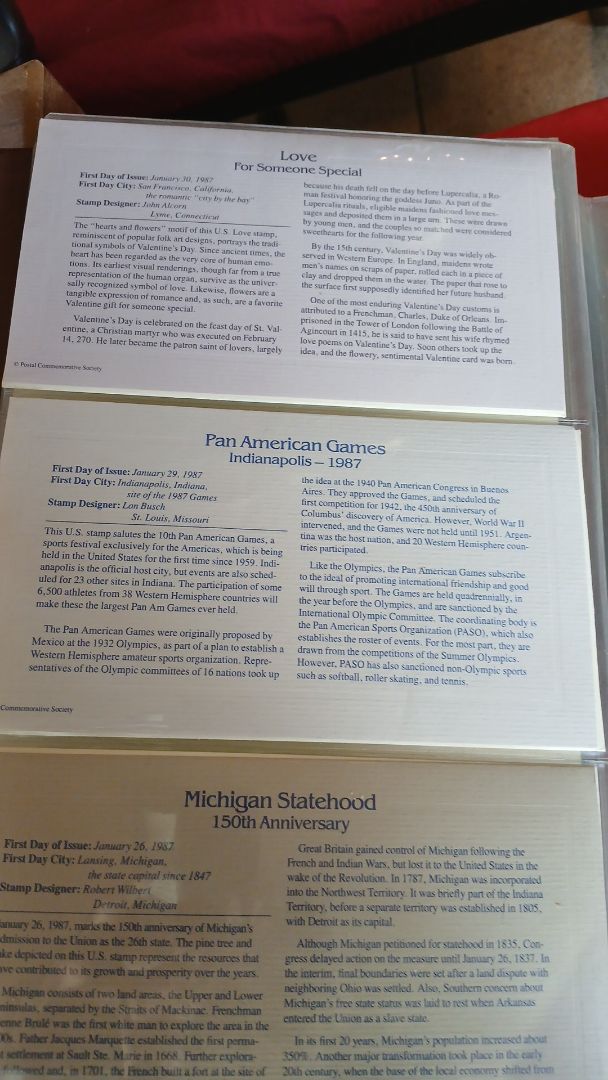 Love
For Someone Special
First Day of Issue: January 30, 1987
First Day City: San Francisco, California,
the romantic "city by the bay"
Stamp Designer: John Alcorn
Lyme, Connecticut
The "hearts and flowers" motif of this U.S. Love stamp,
reminiscent of popular folk art designs, portrays the tradi-
tional symbols of Valentine's Day. Since ancient times, the
heart has been regarded as the very core of human emo-
tions. Its earliest visual renderings, though far from a true
representation of the human organ, survive as the univer-
sally recognized symbol of love. Likewise, flowers are a
tangible expression of romance and, as such, are a favorite
Valentine gift for someone special.
Valentine's Day is celebrated on the feast day of St. Val-
entine, a Christian martyr who was executed on February
14, 270. He later became the patron saint of lovers, largely
© Postal Commemorative Society
because his death fell on the day before Lupercalia, a Ro-
man festival honoring the goddess Juno. As part of the
Lupercalia rituals, eligible maidens fashioned love mes-
sages and deposited them in a large urn. These were drawn
by young men, and the couples so matched were considered
sweethearts for the following year.
By the 15th century, Valentine's Day was widely ob-
served in Western Europe. In England, maidens wrote
men's names on scraps of paper, rolled each in a piece of
clay and dropped them in the water. The paper that rose to
the surface first supposedly identified her future husband.
One of the most enduring Valentine's Day customs is
attributed to a Frenchman, Charles, Duke of Orleans. Im-
prisoned in the Tower of London following the Battle of
Agincourt in 1415, he is said to have sent his wife rhymed
love poems on Valentine's Day. Soon others took up the
idea, and the flowery, sentimental Valentine card was born.
Pan American Games
Indianapolis – 1987
First Day of Issue: January 29, 1987
First Day City: Indianapolis, Indiana,
site of the 1987 Games
Stamp Designer: Lon Busch
St. Louis, Missouri
This U.S. stamp salutes the 10th Pan American Games, a
sports festival exclusively for the Americas, which is being
held in the United States for the first time since 1959. Indi-
anapolis is the official host city, but events are also sched-
uled for 23 other sites in Indiana. The participation of some
6,500 athletes from 38 Western Hemisphere countries will
make these the largest Pan Am Games ever held.
The Pan American Games were originally proposed by
Mexico at the 1932 Olympics, as part of a plan to establish a
Western Hemisphere amateur sports organization. Repre-
sentatives of the Olympic committees of 16 nations took up
Commemorative Society
the idea at the 1940 Pan American Congress in Buenos
Aires. They approved the Games, and scheduled the
first competition for 1942, the 450th anniversary of
Columbus' discovery of America. However, World War II
intervened, and the Games were not held until 1951. Argen-
tina was the host nation, and 20 Western Hemisphere coun-
tries participated.
Like the Olympics, the Pan American Games subscribe
to the ideal of promoting international friendship and good
will through sport. The Games are held quadrennially, in
the year before the Olympics, and are sanctioned by the
International Olympic Committee. The coordinating body is
the Pan American Sports Organization (PASO), which also
establishes the roster of events. For the most part, they are
drawn from the competitions of the Summer Olympics.
However, PASO has also sanctioned non-Olympic sports
such as softball, roller skating, and tennis.
Michigan Statehood
150th Anniversary
First Day of Issue: January 26, 1987
First Day City: Lansing, Michigan,
the state capital since 1847
Stamp Designer: Robert Wilbert
Detroit, Michigan
anuary 26, 1987, marks the 150th anniversary of Michigan's
dmission to the Union as the 26th state. The pine tree and
ke depicted on this U.S. stamp represent the resources that
ve contributed to its growth and prosperity over the years.
Michigan consists of two land areas, the Upper and Lower
ninsulas, separated by the Straits of Mackinac. Frenchman
enne Brulé was the first white man to explore the area in the
00s. Father Jacques Marquette established the first perma-
t settlement at Sault Ste. Marie in 1668. Further explora-
followed and, in 1701, the French built a fort at the site of
Great Britain gained control of Michigan following the
French and Indian Wars, but lost it to the United States in the
wake of the Revolution. In 1787, Michigan was incorporated
into the Northwest Territory. It was briefly part of the Indiana
Territory, before a separate territory was established in 1805,
with Detroit as its capital.
Although Michigan petitioned for statehood in 1835, Con-
gress delayed action on the measure until January 26, 1837. In
the interim, final boundaries were set after a land dispute with
neighboring Ohio was settled. Also, Southern concern about
Michigan's free state status was laid to rest when Arkansas
entered the Union as a slave state.
In its first 20 years, Michigan's population increased about
350%. Another major transformation took place in the early
20th century, when the base of the local economy shifted from